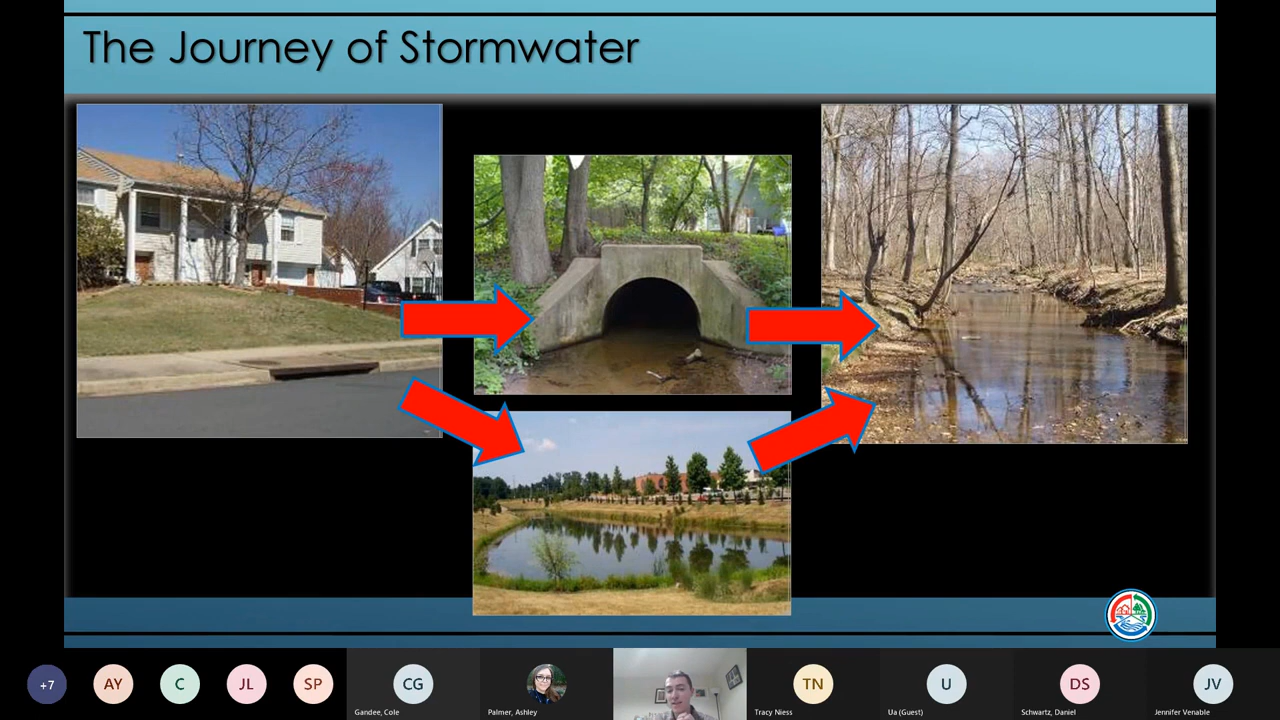 The Journey of Stormwater
+7
AY
C
JL
SP
CG
TN
U
DS
JV
Gandee, Cole
Palmer, Ashley
Tracy Niess
Ua (Guest)
Schwartz, Daniel
Jennifer Venable